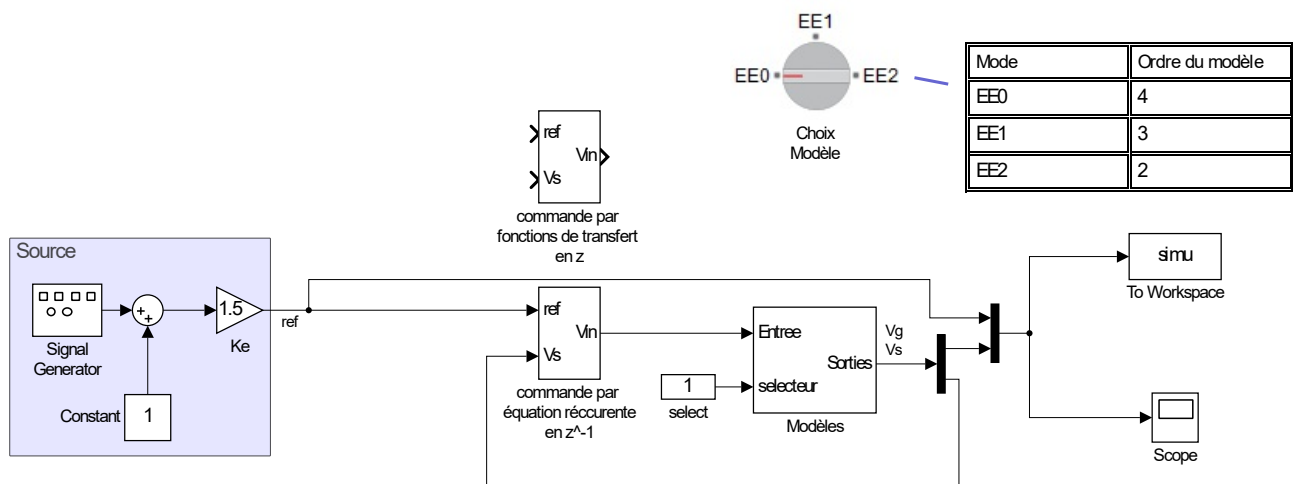 EE1
EE0
EE2
Choix
Modèle
Mode Ordre du modèle
EE0 4
EE1 3
EE2 2
ref
Vs
Vin
commande par
fonctions de transfert
en z
Source
Signal
Generator
Constant
1
1.5
Ke
ref
ref
Vs
Vin
commande par
équation réccurente
en z^-1
1
select
Entree
selecteur
Sorties
Modèles
Vg
Vs
simu
To Workspace
Scope